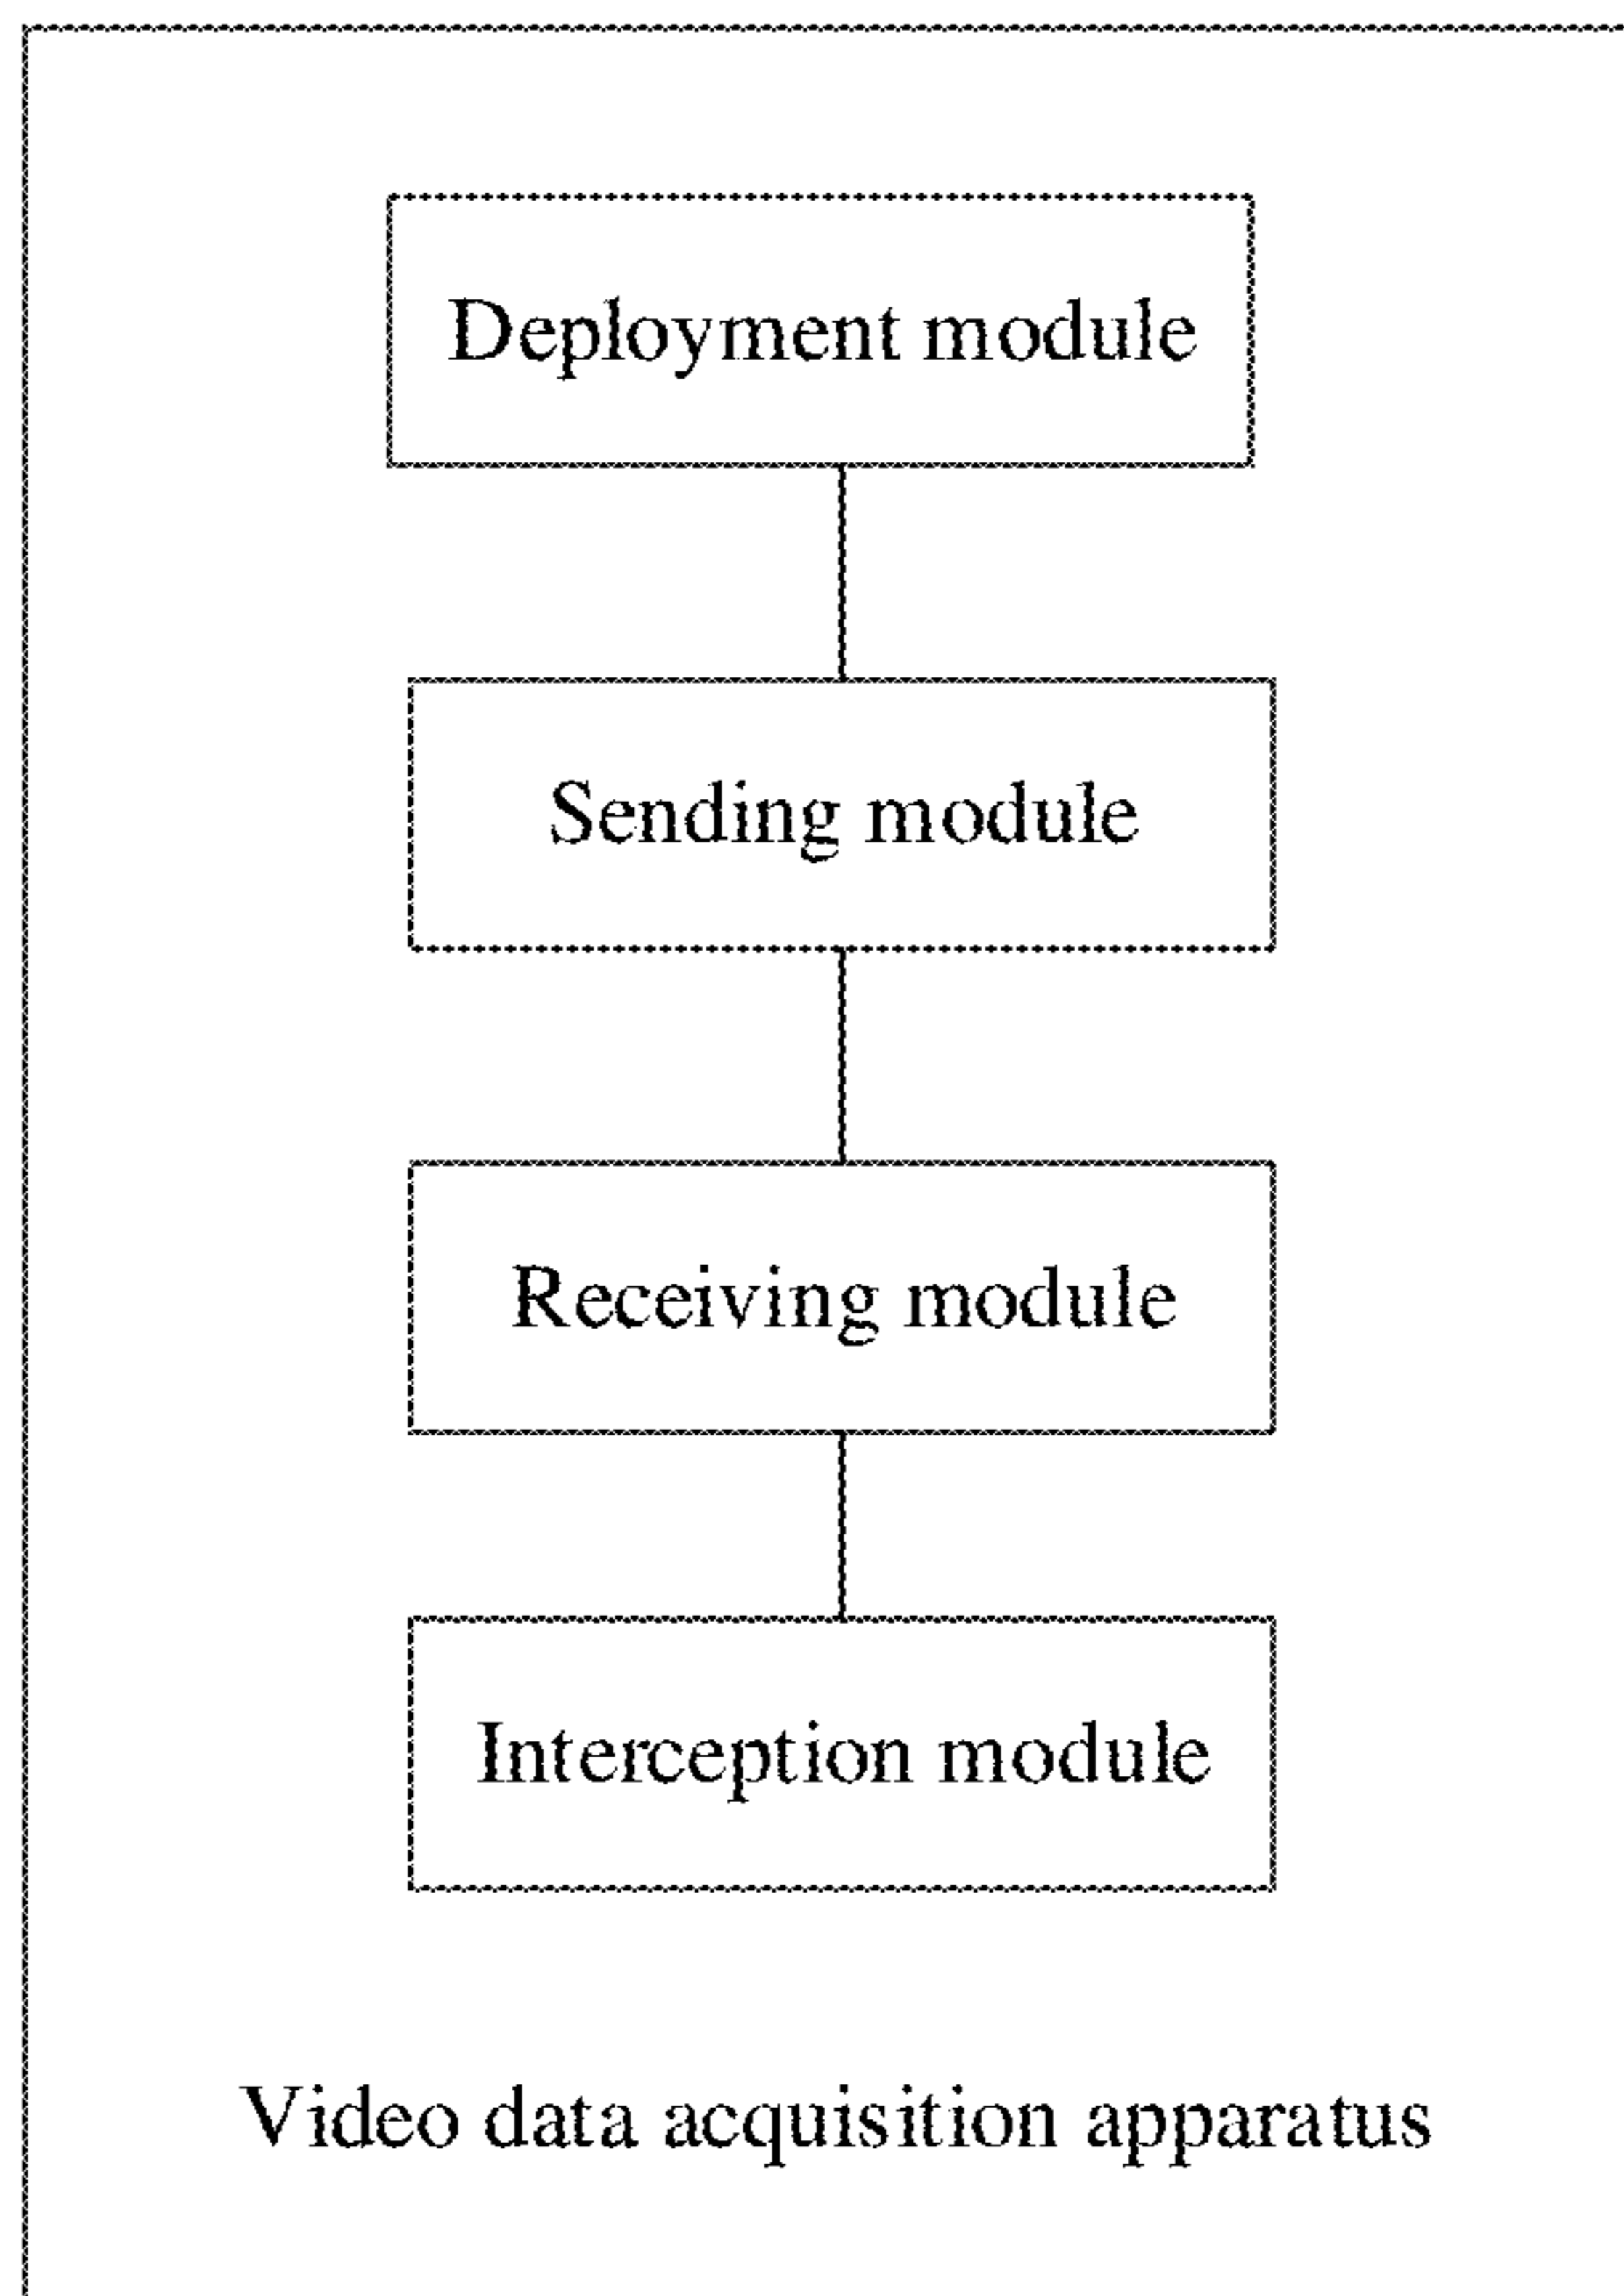 Deployment module
Sending module
Receiving module
Interception module
Video data acquisition apparatus